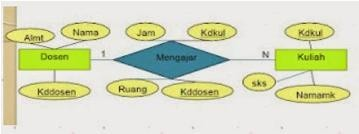 Almt
Nama
Jam
Kdkul
Kdkul
Dosen
1
Mengajar
N
Kuliah
Kddosen
Ruang
Kddosen
sks
Namamk